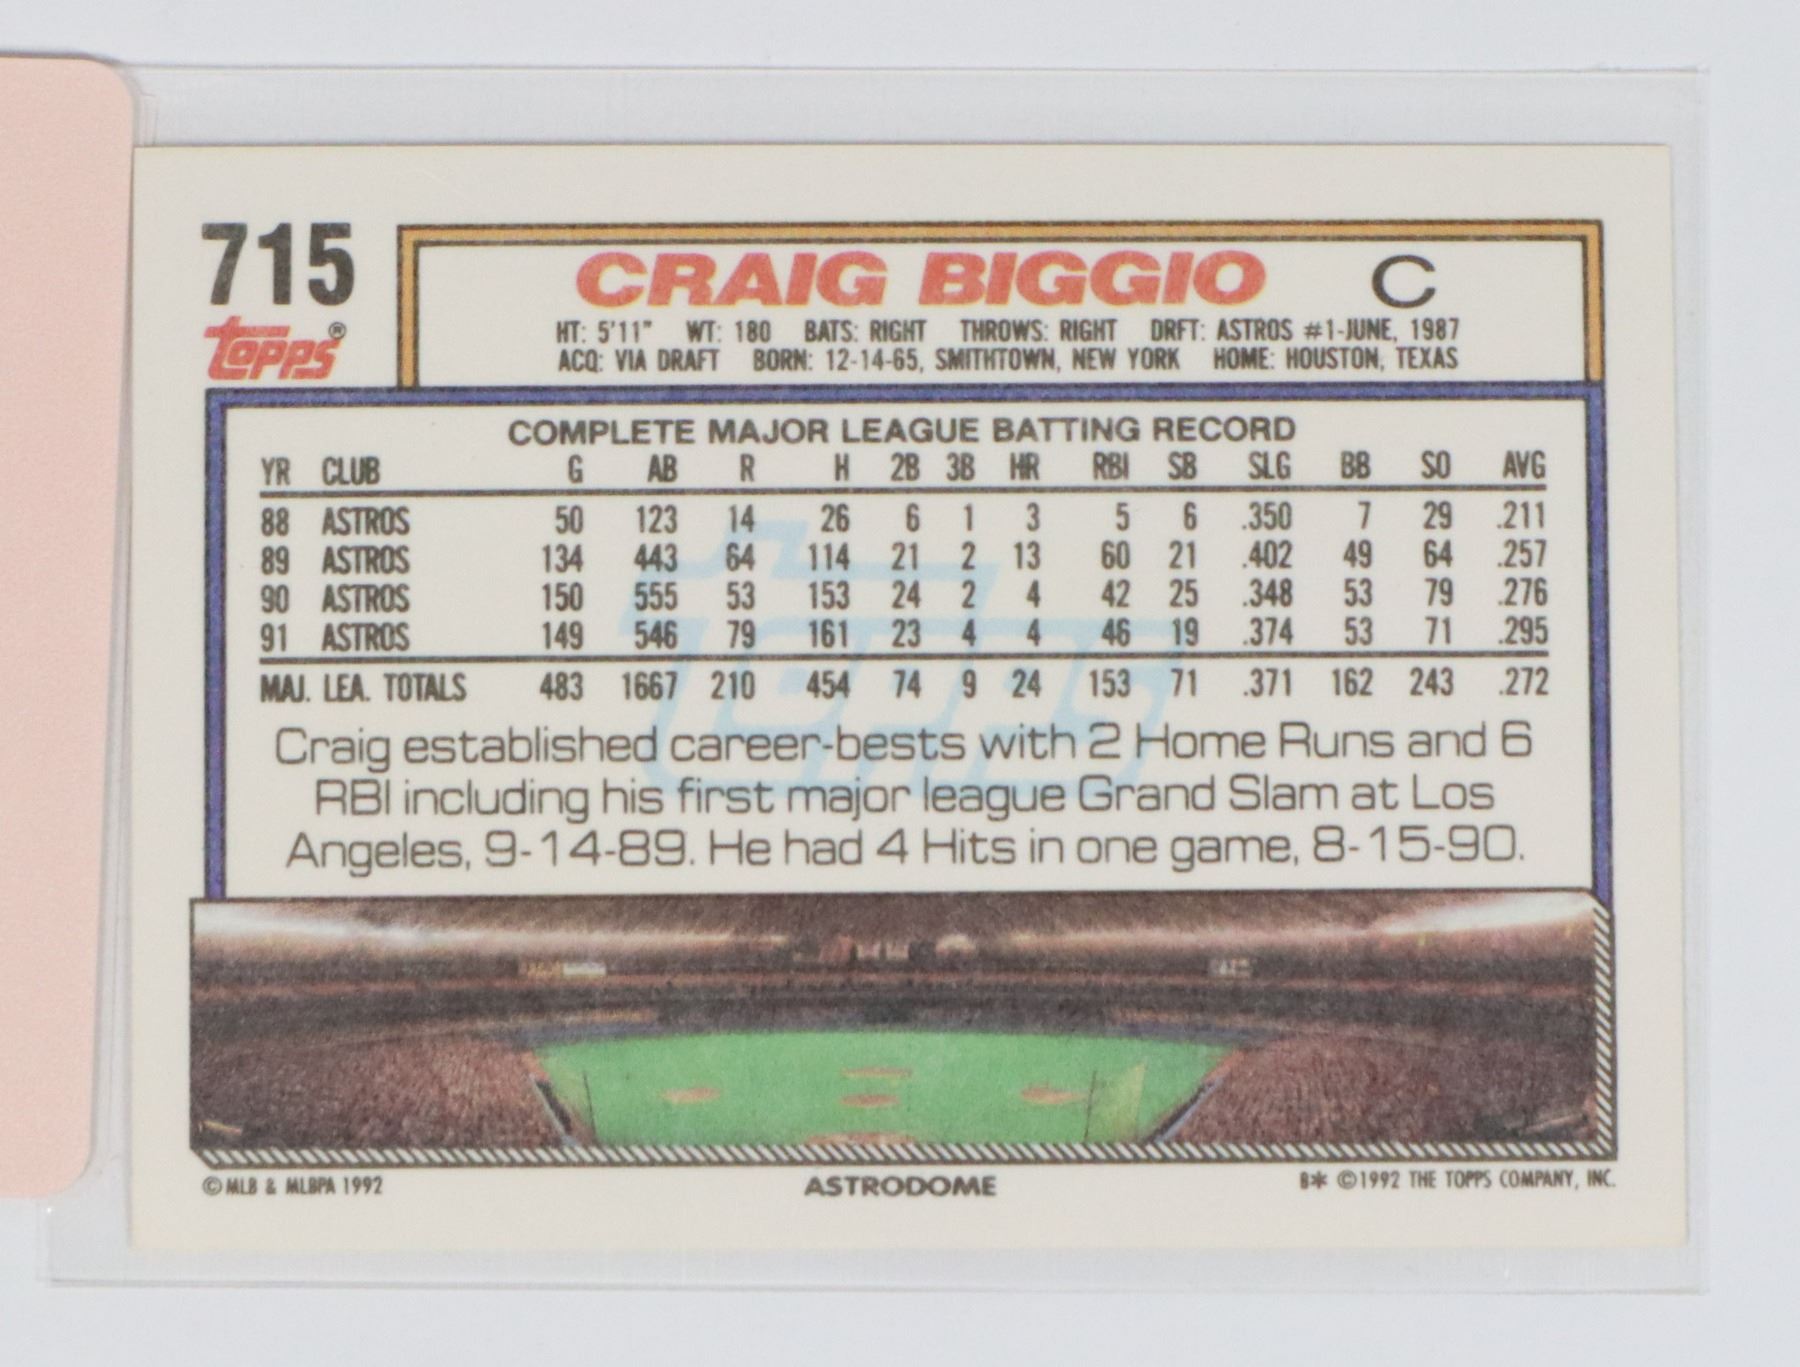 715
CRAIG BIGGIO C
topps®
HT: 5'11" WT: 180 BATS: RIGHT THROWS: RIGHT DRFT: ASTROS #1-JUNE, 1987
ACQ: VIA DRAFT BORN: 12-14-65, SMITHTOWN, NEW YORK HOME: HOUSTON, TEXAS
COMPLETE MAJOR LEAGUE BATTING RECORD
YR CLUB G AB R H 2B 3B HR RBI SB SLG BB SO AVG
88 ASTROS 50 123 14 26 6 1 3 5 6 .350 7 29 .211
89 ASTROS 134 443 64 114 21 2 13 60 21 .402 49 64 .257
90 ASTROS 150 555 53 153 24 2 4 42 25 .348 53 79 .276
91 ASTROS 149 546 79 161 23 4 4 46 19 .374 53 71 .295
MAJ. LEA. TOTALS 483 1667 210 454 74 9 24 153 71 .371 162 243 .272
topps
Craig established career-bests with 2 Home Runs and 6
RBI including his first major league Grand Slam at Los
Angeles, 9-14-89. He had 4 Hits in one game, 8-15-90.
© MLB & MLBPA 1992 ASTRODOME B* ©1992 THE TOPPS COMPANY, INC.